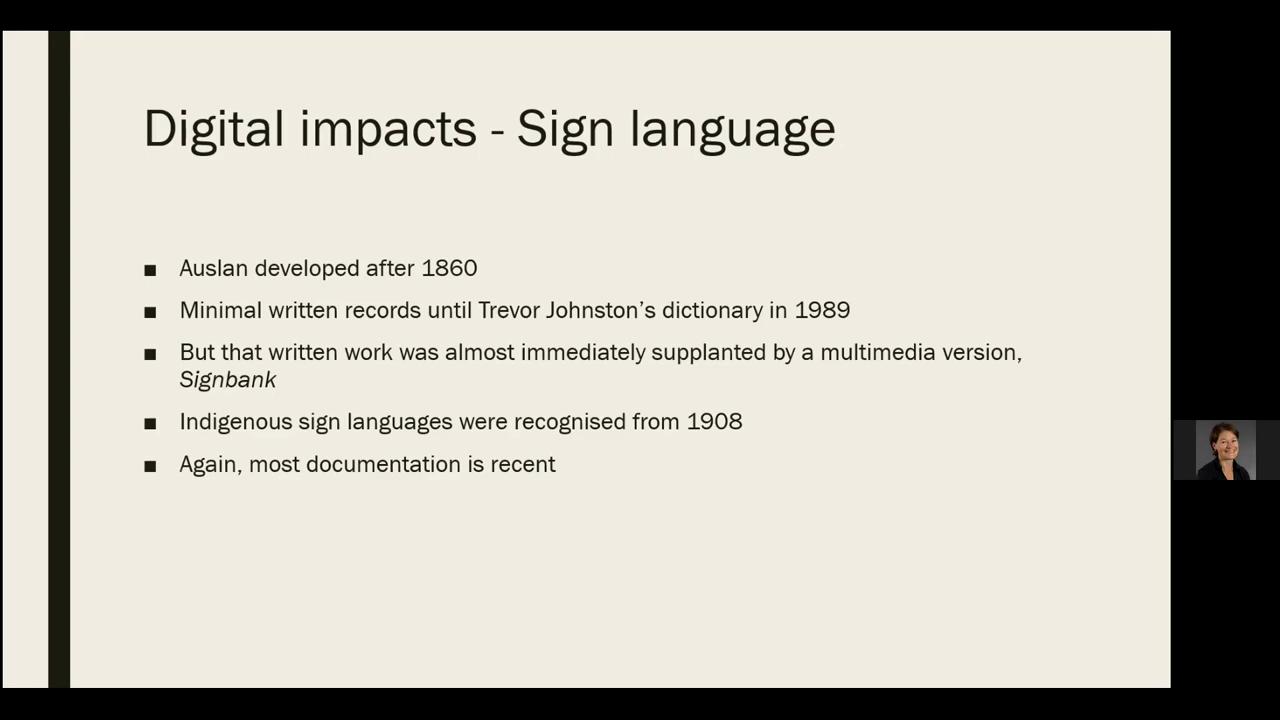 Digital impacts - Sign language
■ Auslan developed after 1860
■ Minimal written records until Trevor Johnston’s dictionary in 1989
■ But that written work was almost immediately supplanted by a multimedia version,
Signbank
■ Indigenous sign languages were recognised from 1908
■ Again, most documentation is recent